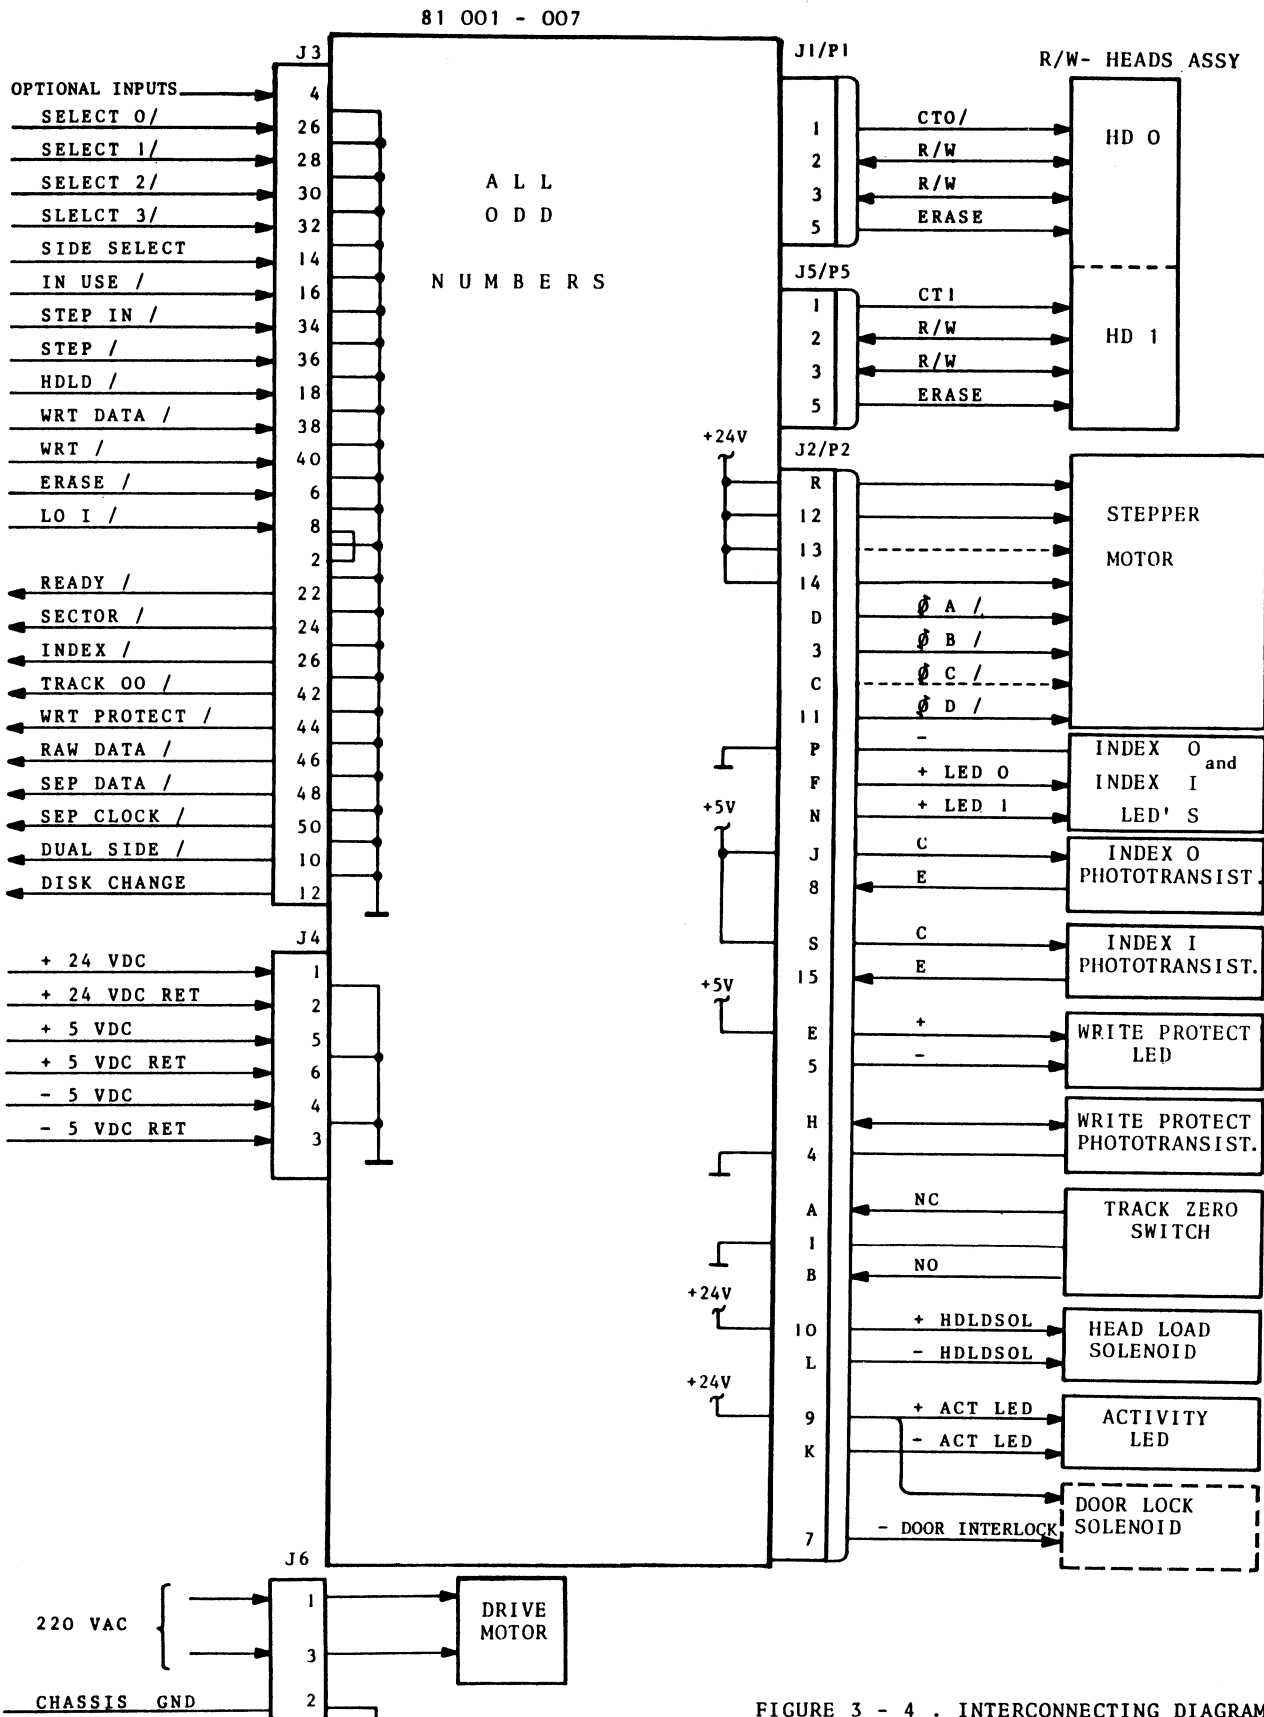 81 001 - 007
J3
OPTIONAL INPUTS 4
SELECT 0/ 26
SELECT 1/ 28
SELECT 2/ 30
SLELCT 3/ 32
SIDE SELECT 14
IN USE / 16
STEP IN / 34
STEP / 36
HDLD / 18
WRT DATA / 38
WRT / 40
ERASE / 6
LO I / 8
2
READY / 22
SECTOR / 24
INDEX / 26
TRACK 00 / 42
WRT PROTECT / 44
RAW DATA / 46
SEP DATA / 48
SEP CLOCK / 50
DUAL SIDE / 10
DISK CHANGE 12
J4
+ 24 VDC 1
+ 24 VDC RET 2
+ 5 VDC 5
+ 5 VDC RET 6
- 5 VDC 4
- 5 VDC RET 3
ALL
ODD
NUMBERS
J1/P1
R/W- HEADS ASSY
1 CTO/
2 R/W
3 R/W
5 ERASE
HD 0
J5/P5
1 CT1
2 R/W
3 R/W
5 ERASE
HD 1
J2/P2
+24V
R
12
13
14
D Ø A /
3 Ø B /
C Ø C /
11 Ø D /
STEPPER
MOTOR
P -
F + LED 0
N + LED 1
INDEX O
and
INDEX I
LED' S
+5V
J C
8 E
INDEX O
PHOTOTRANSIST.
S C
15 E
INDEX I
PHOTOTRANSIST.
+5V
E +
5 -
WRITE PROTECT
LED
H
4
WRITE PROTECT
PHOTOTRANSIST.
A NC
1
B NO
TRACK ZERO
SWITCH
+24V
10 + HDLDSOL
L - HDLDSOL
HEAD LOAD
SOLENOID
+24V
9 + ACT LED
K - ACT LED
ACTIVITY
LED
7 - DOOR INTERLOCK
DOOR LOCK
SOLENOID
J6
220 VAC
1
3
DRIVE
MOTOR
CHASSIS GND 2
FIGURE 3 - 4 . INTERCONNECTING DIAGRAM